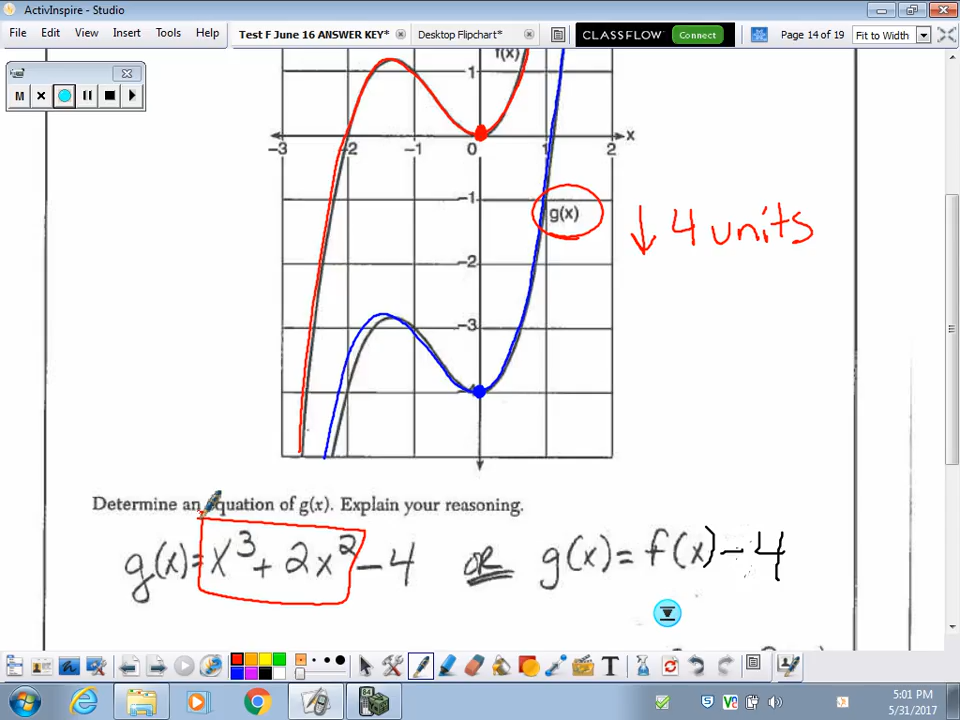 ActivInspire - Studio
File Edit View Insert Tools Help
Test F June 16 ANSWER KEY*
Desktop Flipchart*
CLASSFLOW Connect
Page 14 of 19
Fit to Width
M
f(x)
1
x
-3 -2 -1 0 1 2
-1
g(x)
↓ 4 units
-2
-3
Determine an equation of g(x). Explain your reasoning.
g(x)=x³+2x²-4 OR g(x)=f(x)-4
T
5:01 PM
5/31/2017